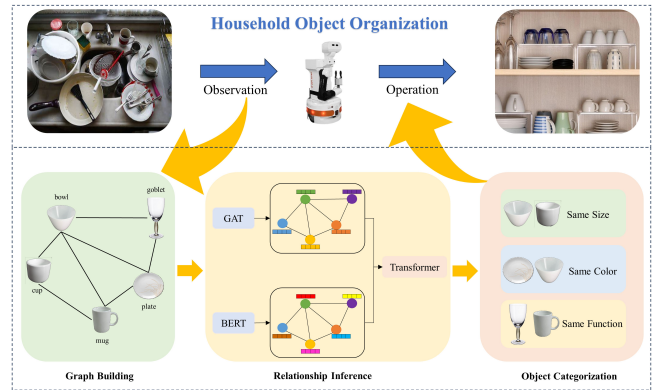 Household Object Organization
Observation
Operation
bowl
goblet
cup
plate
mug
GAT
BERT
Transformer
Same Size
Same Color
Same Function
Graph Building
Relationship Inference
Object Categorization